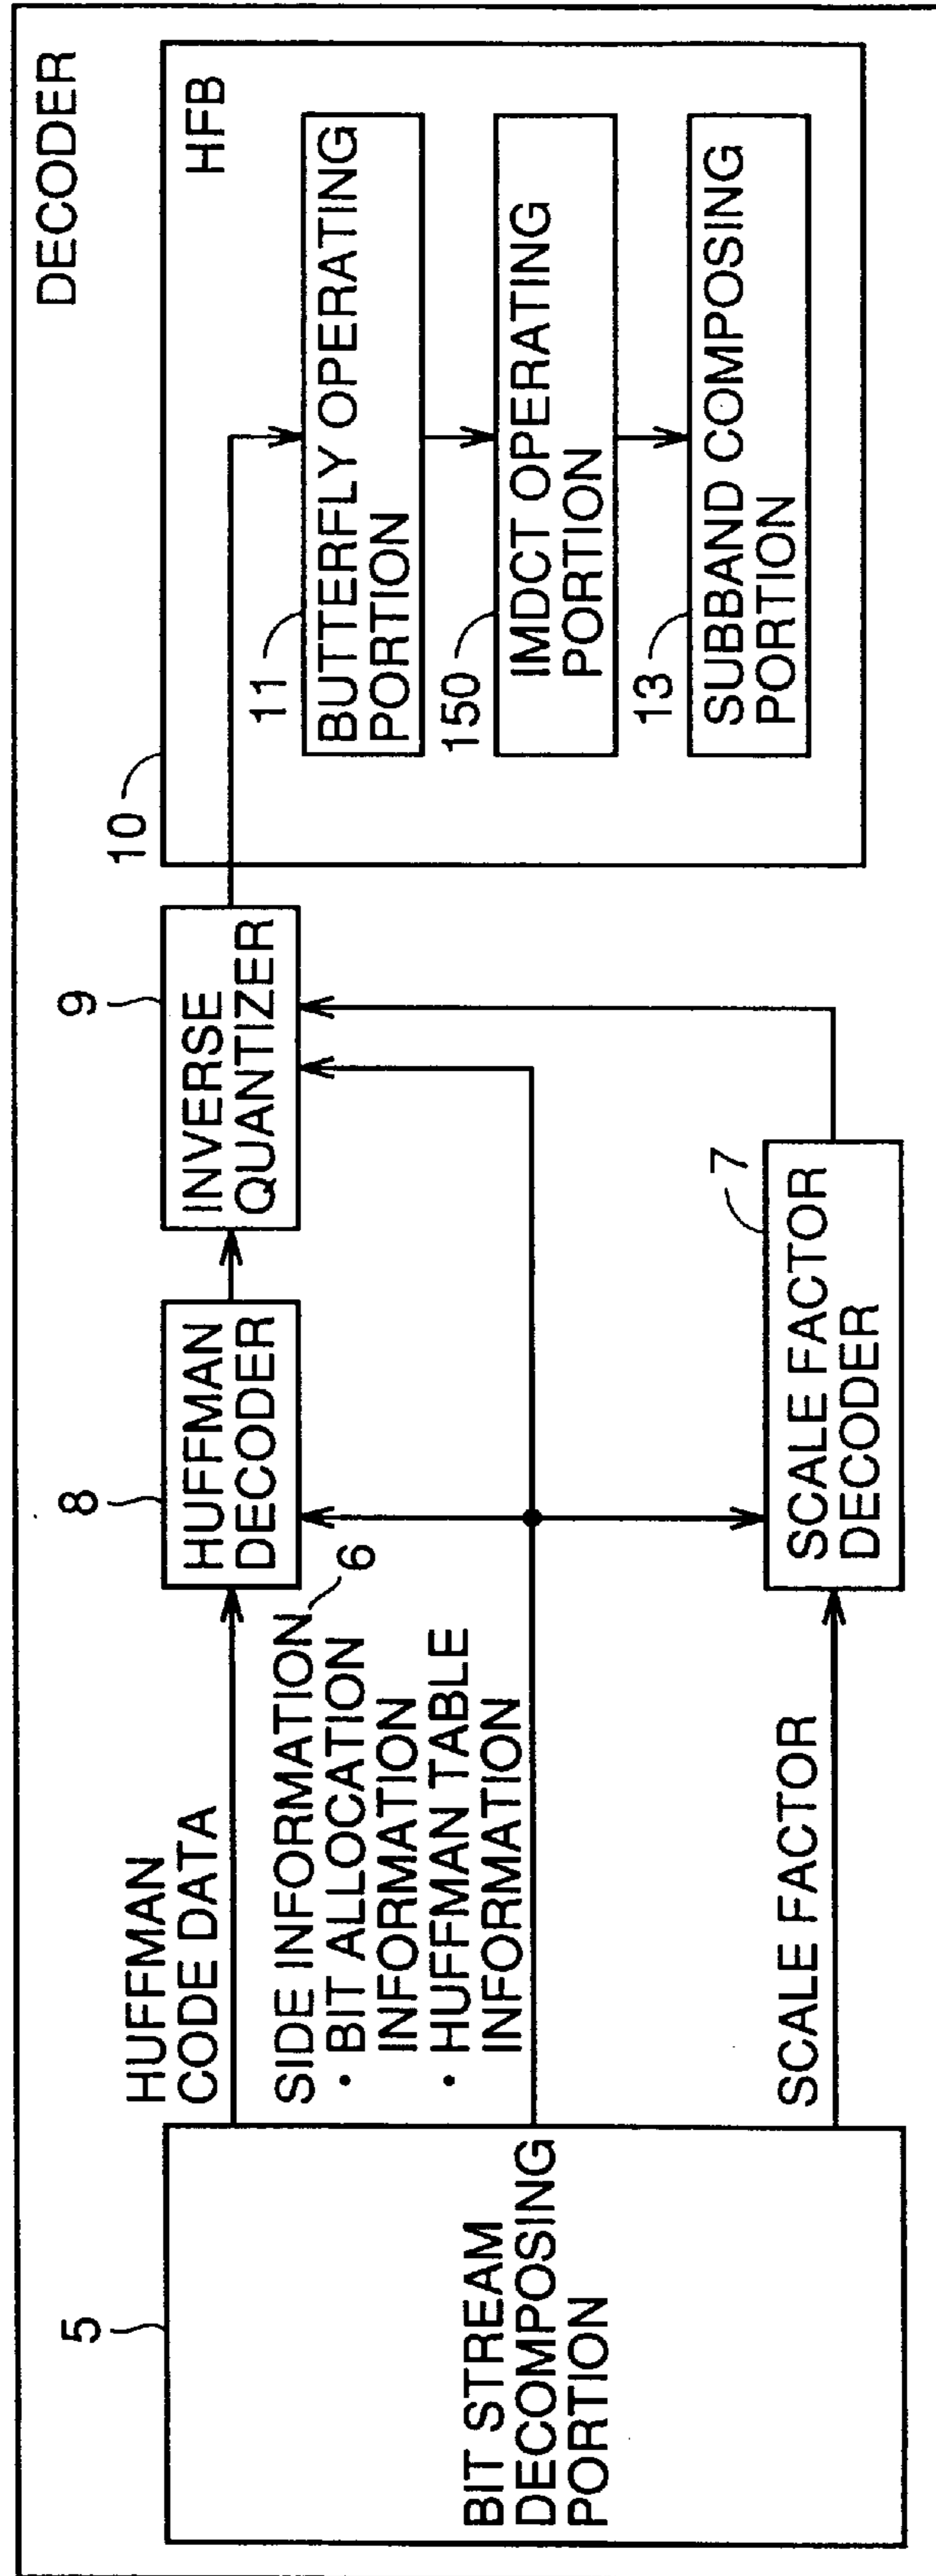 DECODER
5
BIT STREAM
DECOMPOSING
PORTION
HUFFMAN
CODE DATA
SIDE INFORMATION
6
• BIT ALLOCATION
INFORMATION
• HUFFMAN TABLE
INFORMATION
SCALE FACTOR
8
HUFFMAN
DECODER
7
SCALE FACTOR
DECODER
9
INVERSE
QUANTIZER
10
HFB
11
BUTTERFLY OPERATING
PORTION
150
IMDCT OPERATING
PORTION
13
SUBBAND COMPOSING
PORTION